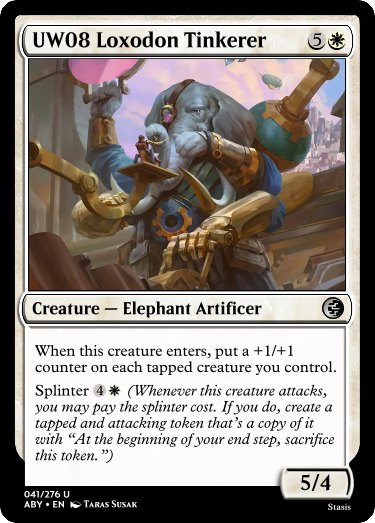 UW08 Loxodon Tinkerer 5
Creature — Elephant Artificer
When this creature enters, put a +1/+1
counter on each tapped creature you control.
Splinter 4 (Whenever this creature attacks,
you may pay the splinter cost. If you do, create a
tapped and attacking token that's a copy of it
with “At the beginning of your end step, sacrifice
this token.”)
5/4
041/276 U
ABY • EN Taras Susak
Stasis